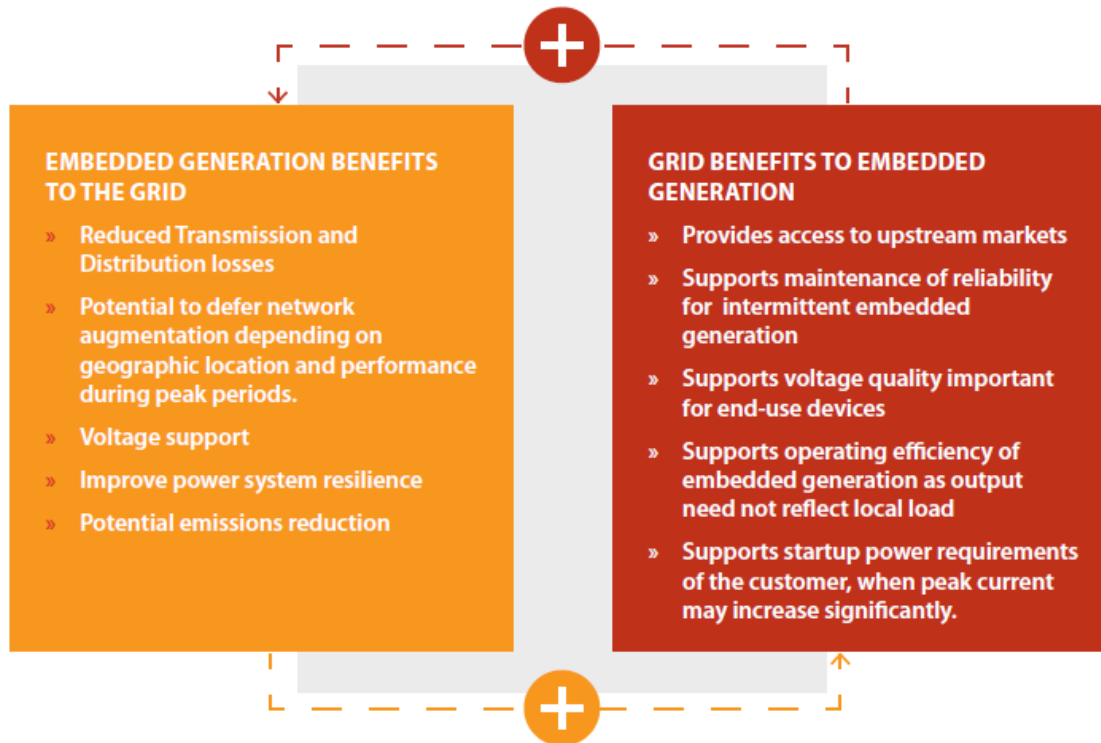 EMBEDDED GENERATION BENEFITS
TO THE GRID
» Reduced Transmission and
Distribution losses
» Potential to defer network
augmentation depending on
geographic location and performance
during peak periods.
» Voltage support
» Improve power system resilience
» Potential emissions reduction
GRID BENEFITS TO EMBEDDED
GENERATION
» Provides access to upstream markets
» Supports maintenance of reliability
for intermittent embedded
generation
» Supports voltage quality important
for end-use devices
» Supports operating efficiency of
embedded generation as output
need not reflect local load
» Supports startup power requirements
of the customer, when peak current
may increase significantly.